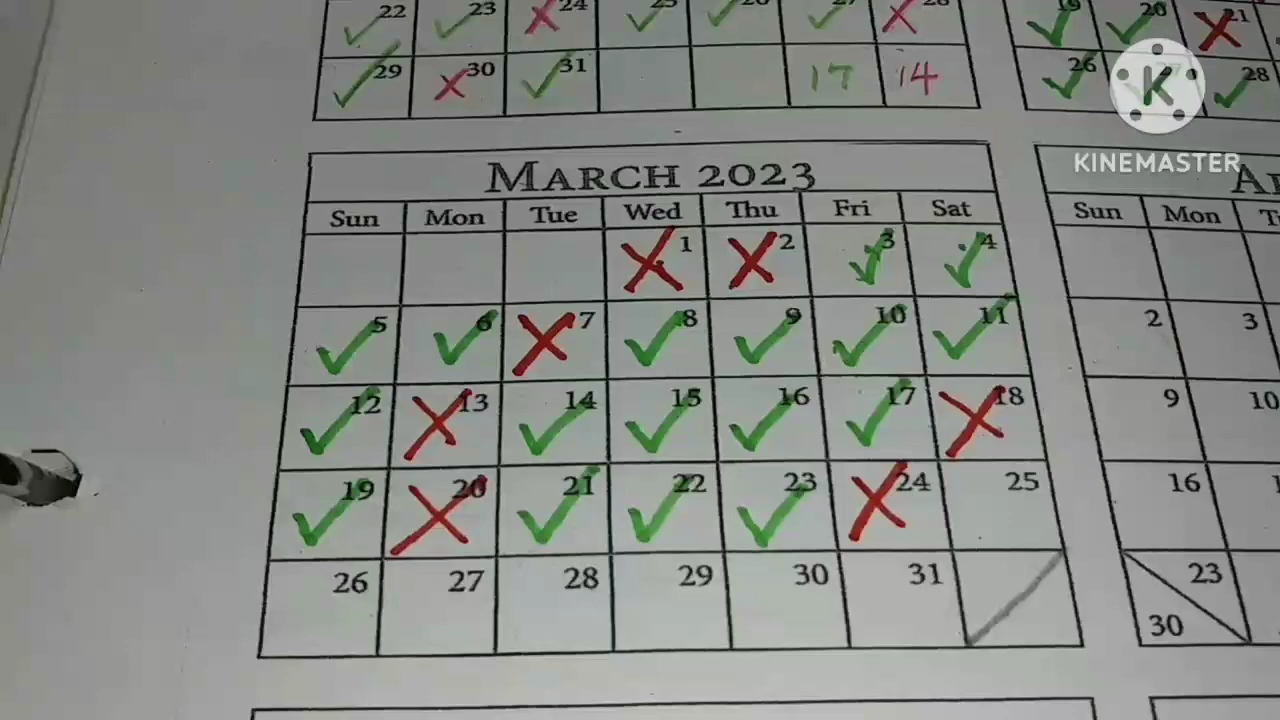 22 23 24 25 26 27 28
29 30 31 17 14
19 20 21
26 27 28
K
KINEMASTER
MARCH 2023
Sun Mon Tue Wed Thu Fri Sat
1 2 3 4
5 6 7 8 9 10 11
12 13 14 15 16 17 18
19 20 21 22 23 24 25
26 27 28 29 30 31
Sun Mon
2 3
9 10
16
23
30